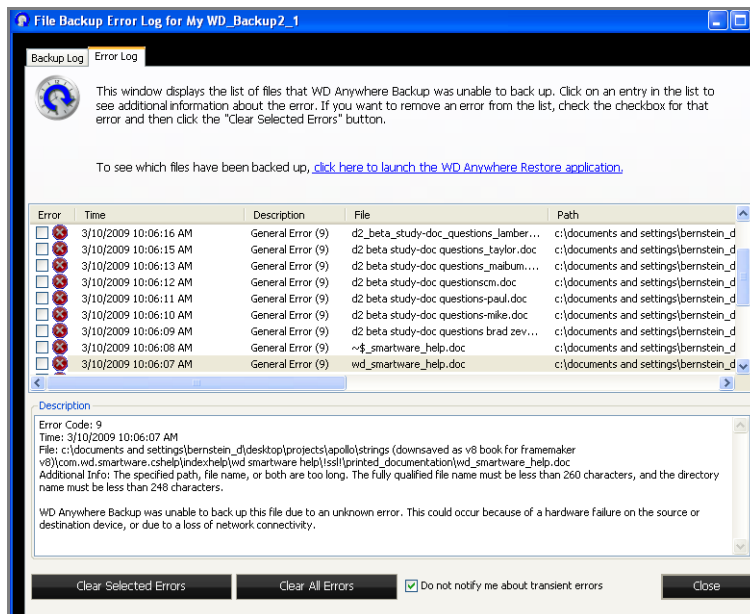 File Backup Error Log for My WD_Backup2_1
Backup Log Error Log
This window displays the list of files that WD Anywhere Backup was unable to back up. Click on an entry in the list to
see additional information about the error. If you want to remove an error from the list, check the checkbox for that
error and then click the "Clear Selected Errors" button.
To see which files have been backed up, click here to launch the WD Anywhere Restore application.
Error Time Description File Path
3/10/2009 10:06:16 AM General Error (9) d2_beta_study-doc_questions_lamber... c:\documents and settings\bernstein_d
3/10/2009 10:06:15 AM General Error (9) d2 beta study-doc questions_taylor.doc c:\documents and settings\bernstein_d
3/10/2009 10:06:13 AM General Error (9) d2 beta study-doc questions_maibum.... c:\documents and settings\bernstein_d
3/10/2009 10:06:12 AM General Error (9) d2 beta study-doc questionscm.doc c:\documents and settings\bernstein_d
3/10/2009 10:06:11 AM General Error (9) d2 beta study-doc questions-paul.doc c:\documents and settings\bernstein_d
3/10/2009 10:06:10 AM General Error (9) d2 beta study-doc questions-mike.doc c:\documents and settings\bernstein_d
3/10/2009 10:06:09 AM General Error (9) d2 beta study-doc questions brad zev... c:\documents and settings\bernstein_d
3/10/2009 10:06:08 AM General Error (9) ~$_smartware_help.doc c:\documents and settings\bernstein_d
3/10/2009 10:06:07 AM General Error (9) wd_smartware_help.doc c:\documents and settings\bernstein_d
Description
Error Code: 9
Time: 3/10/2009 10:06:07 AM
File: c:\documents and settings\bernstein_d\desktop\projects\apollo\strings (downsaved as v8 book for framemaker
v8)\com.wd.smartware.cshelp\indexhelp\wd smartware help\!ssl!\printed_documentation\wd_smartware_help.doc
Additional Info: The specified path, file name, or both are too long. The fully qualified file name must be less than 260 characters, and the directory
name must be less than 248 characters.
WD Anywhere Backup was unable to back up this file due to an unknown error. This could occur because of a hardware failure on the source or
destination device, or due to a loss of network connectivity.
Clear Selected Errors Clear All Errors Do not notify me about transient errors Close